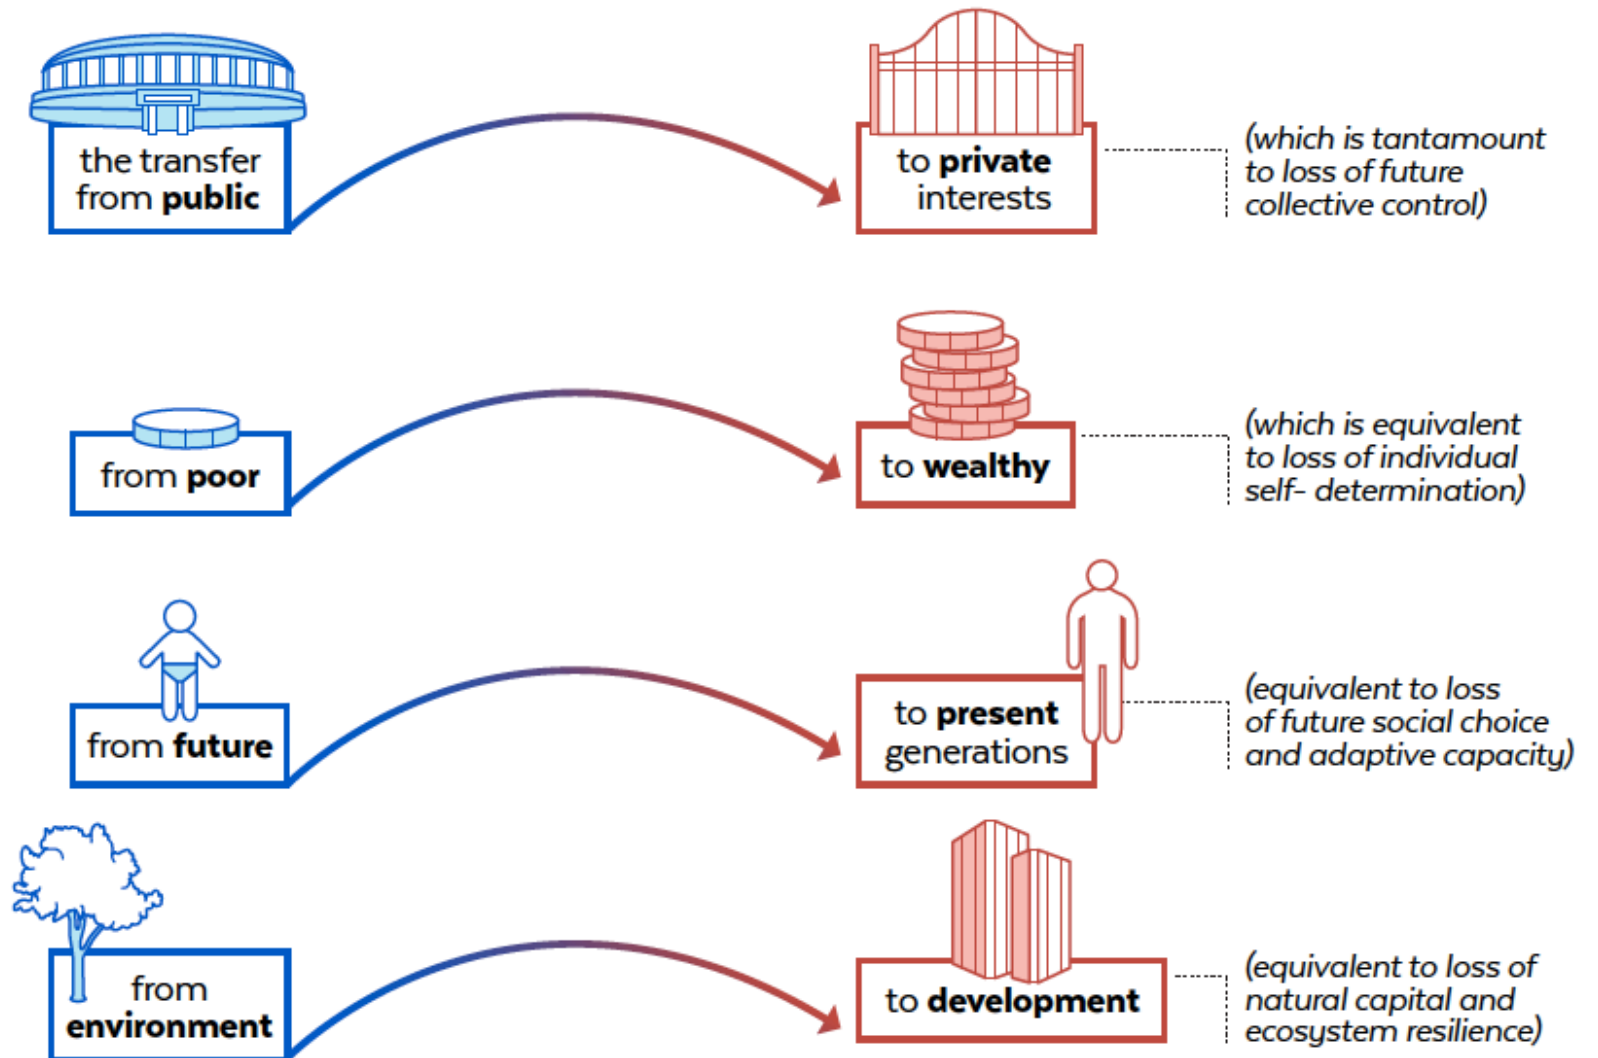 the transfer
from public
to private
interests
(which is tantamount
to loss of future
collective control)
from poor
to wealthy
(which is equivalent
to loss of individual
self- determination)
from future
to present
generations
(equivalent to loss
of future social choice
and adaptive capacity)
from
environment
to development
(equivalent to loss of
natural capital and
ecosystem resilience)